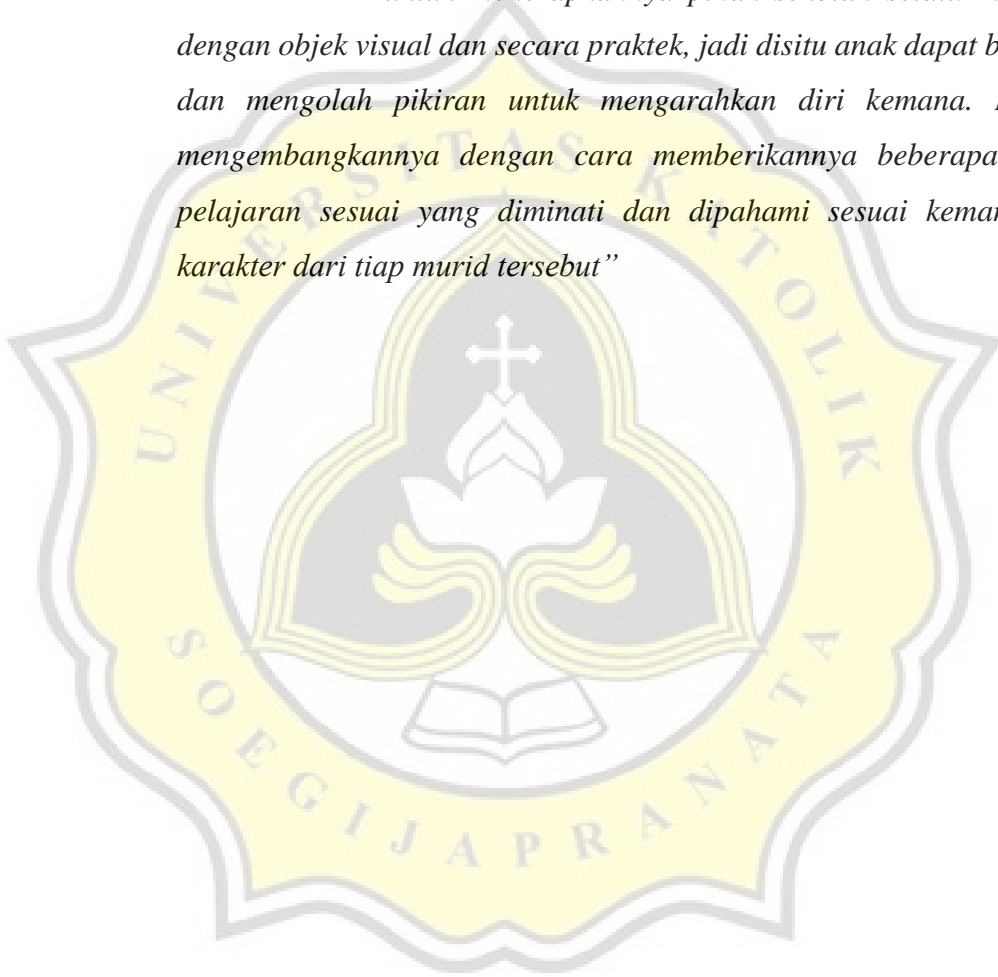 dengan objek visual dan secara praktek, jadi disitu anak dapat
dan mengolah pikiran untuk mengarahkan diri kemana.
mengembangkannya dengan cara memberikannya beberapa
pelajaran sesuai yang diminati dan dipahami sesuai
karakter dari tiap murid tersebut”
UNIVERSITAS KATOLIK
SOEGIJAPRANATA